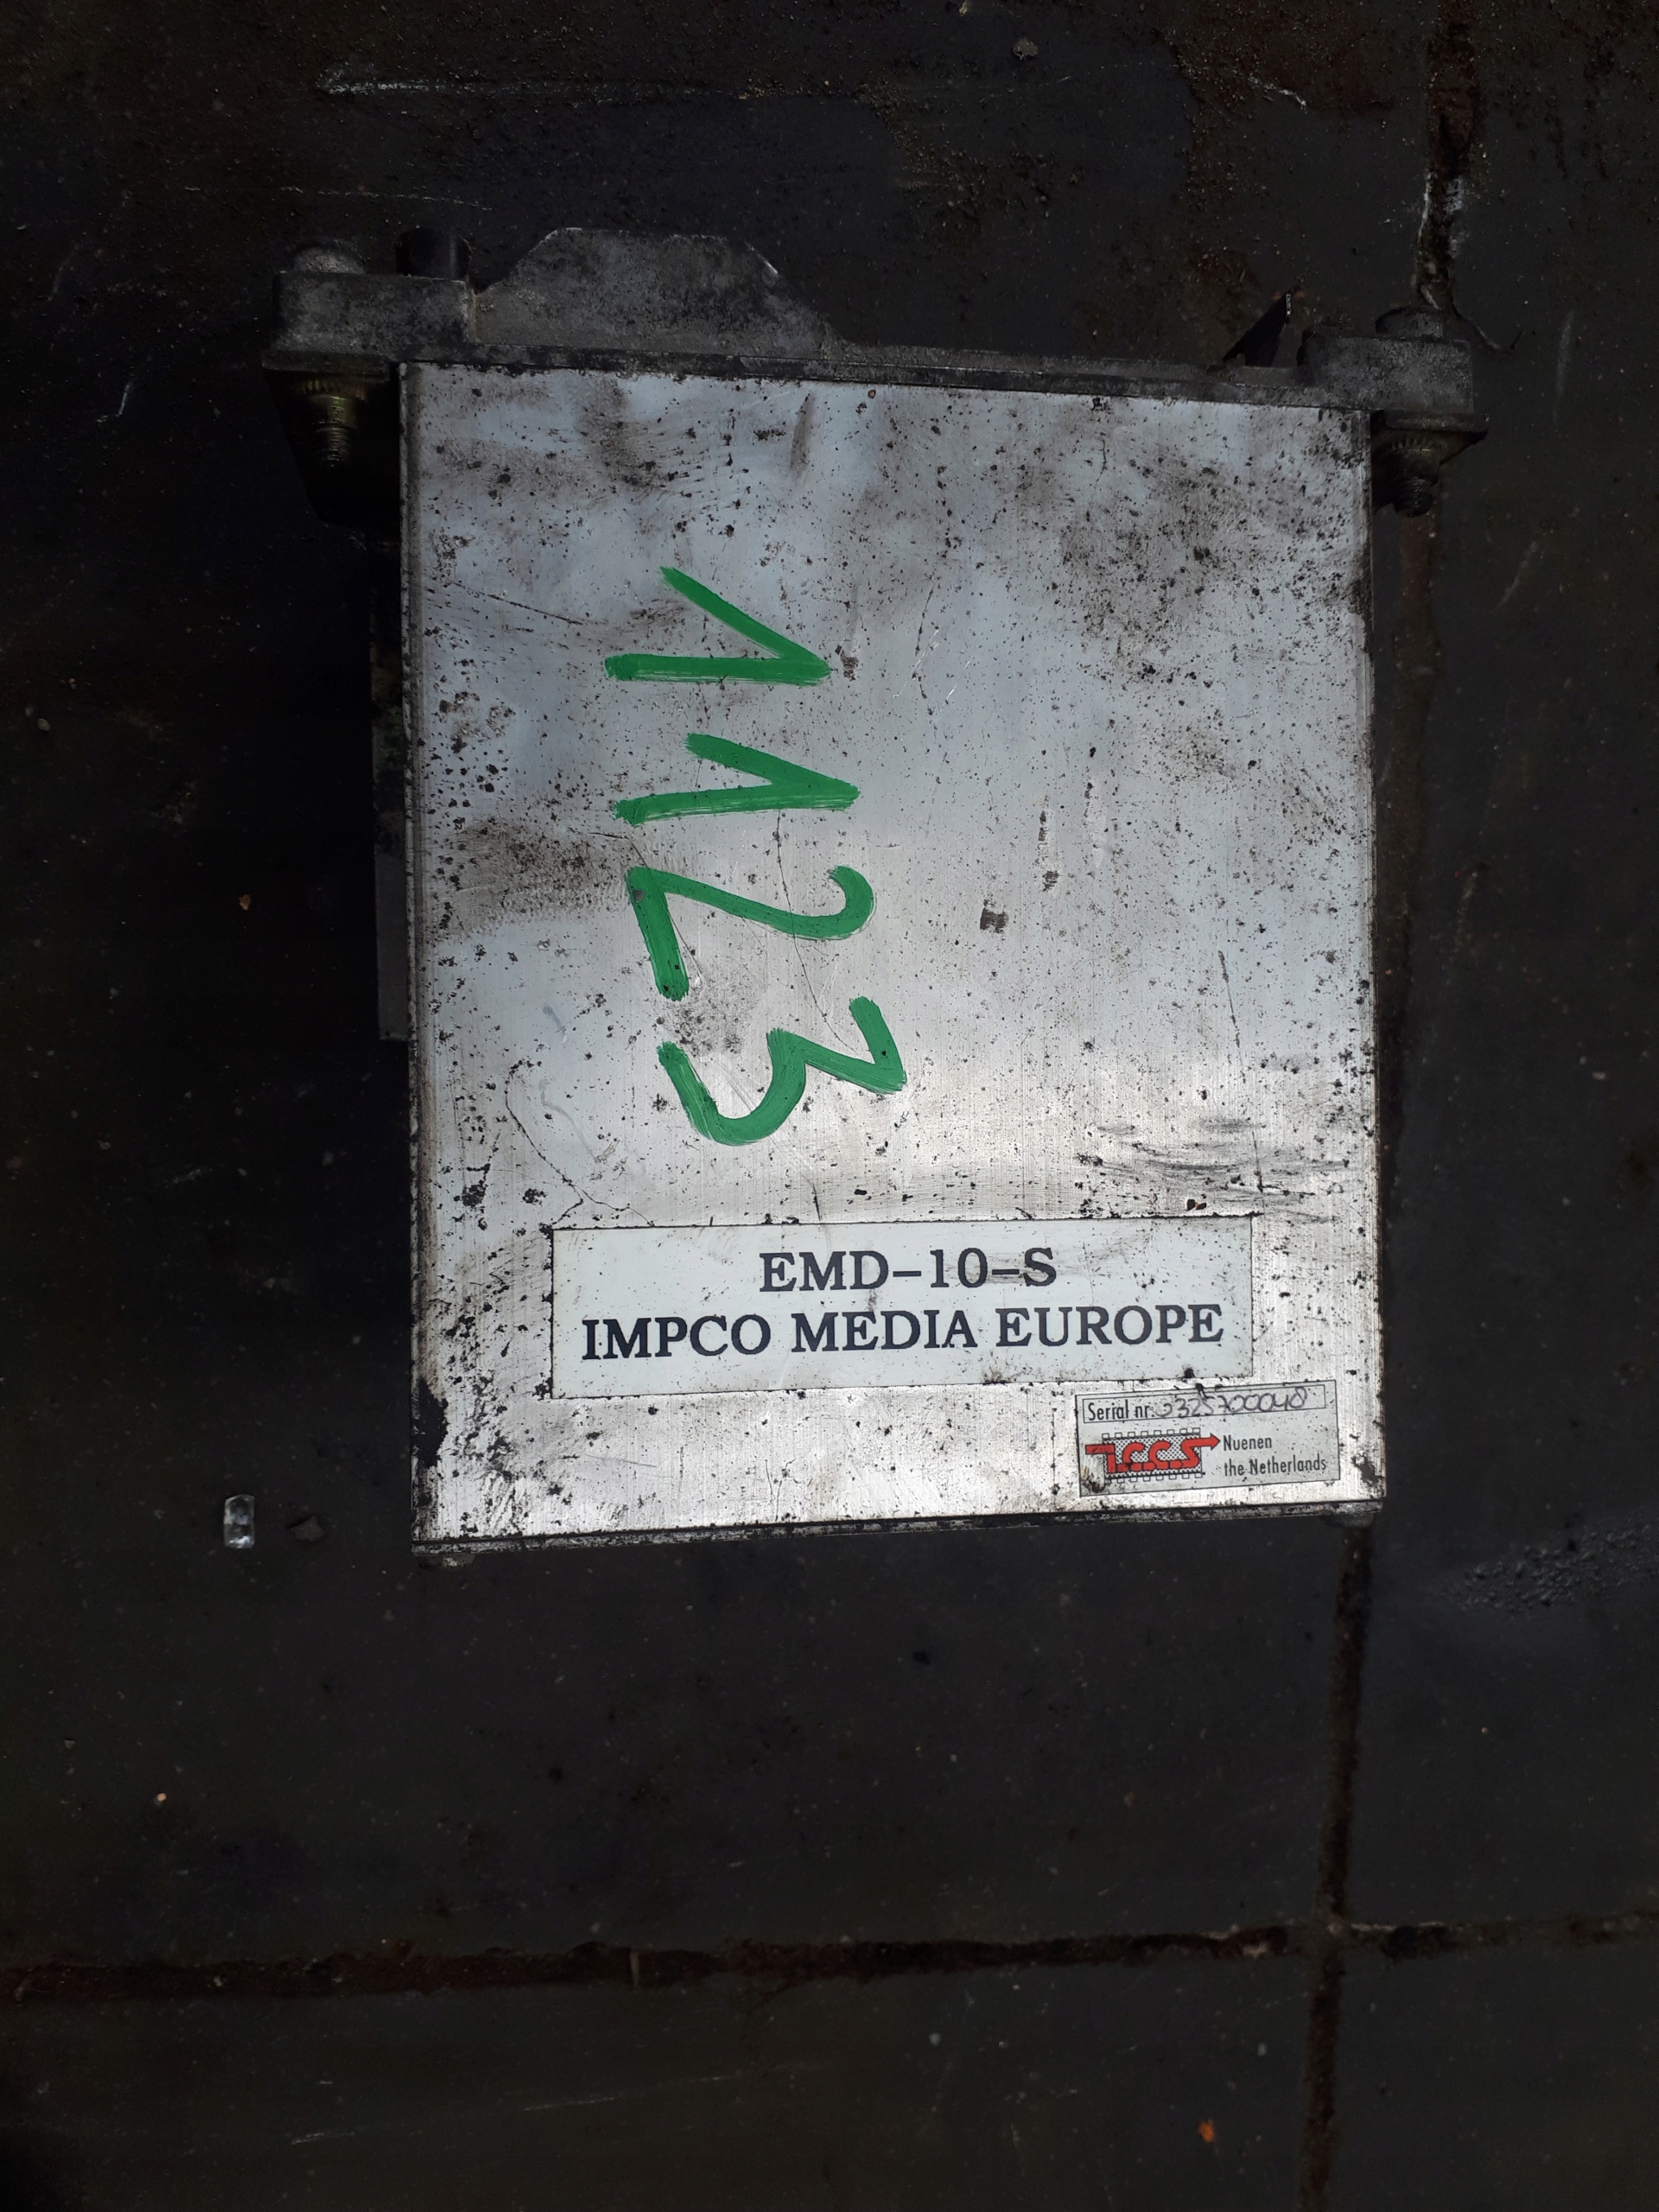 1123
EMD-10-S
IMPCO MEDIA EUROPE
Serial nr.
Nuenen
the Netherlands